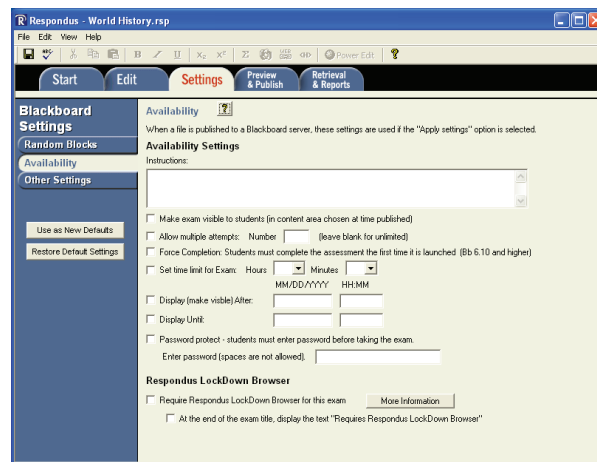 Respondus - World History.rsp
File Edit View Help
B I U X₂ X² Σ Power Edit ?
Start Edit Settings Preview & Publish Retrieval & Reports
Blackboard Settings
Random Blocks
Availability
Other Settings
Use as New Defaults
Restore Default Settings
Availability ?
When a file is published to a Blackboard server, these settings are used if the "Apply settings" option is selected.
Availability Settings
Instructions:
Make exam visible to students (in content area chosen at time published)
Allow multiple attempts: Number (leave blank for unlimited)
Force Completion: Students must complete the assessment the first time it is launched (Bb 6.10 and higher)
Set time limit for Exam: Hours Minutes
MM/DD/YYYY HH:MM
Display (make visble) After:
Display Until:
Password protect - students must enter password before taking the exam.
Enter password (spaces are not allowed).
Respondus LockDown Browser
Require Respondus LockDown Browser for this exam More Information
At the end of the exam title, display the text "Requires Respondus LockDown Browser"